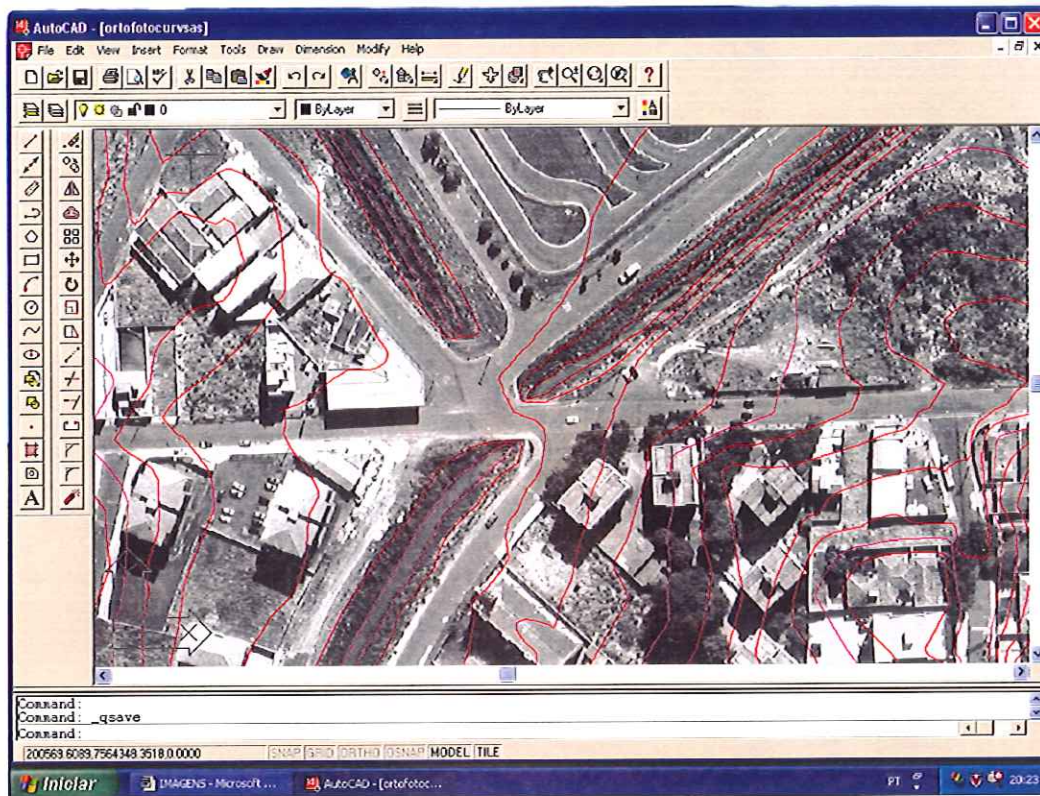 AutoCAD - [ortofotocurvsas]
File Edit View Insert Format Tools Draw Dimension Modify Help
0 ByLayer ByLayer
A
Command:
Command: _qsave
Command:
200569.6089,7564349.3518,0.0000 SNAP GRID ORTHO OSNAP MODEL TILE
Iniciar IMAGENS - Microsoft ... AutoCAD - [ortofotoc... PT 20:23